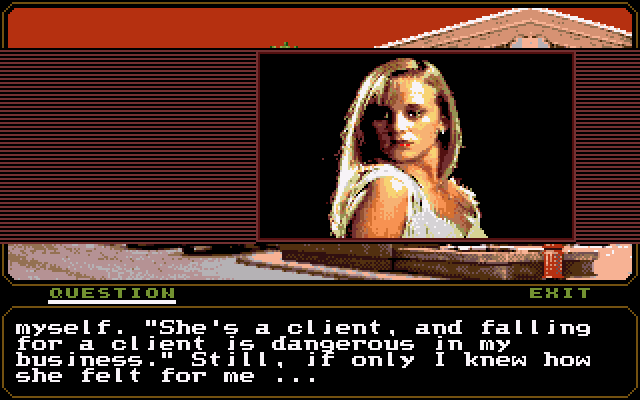 QUESTION EXIT
myself. "She's a client, and falling
for a client is dangerous in my
business." Still, if only I knew how
she felt for me ...